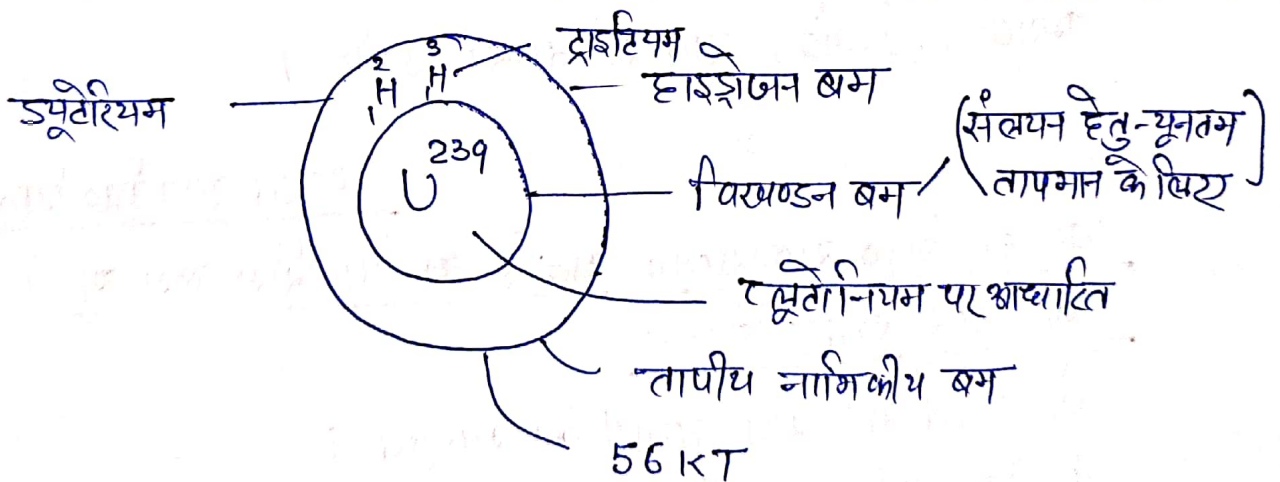 ट्राइटियम
हाइड्रोजन बम
ड्यूटेरियम
2 3
H H
1 1
(संलयन हेतु न्यूनतम
तापमान के लिए)
U 239
विखण्डन बम
प्लूटोनियम पर आधारित
तापीय नाभिकीय बम
56 KT